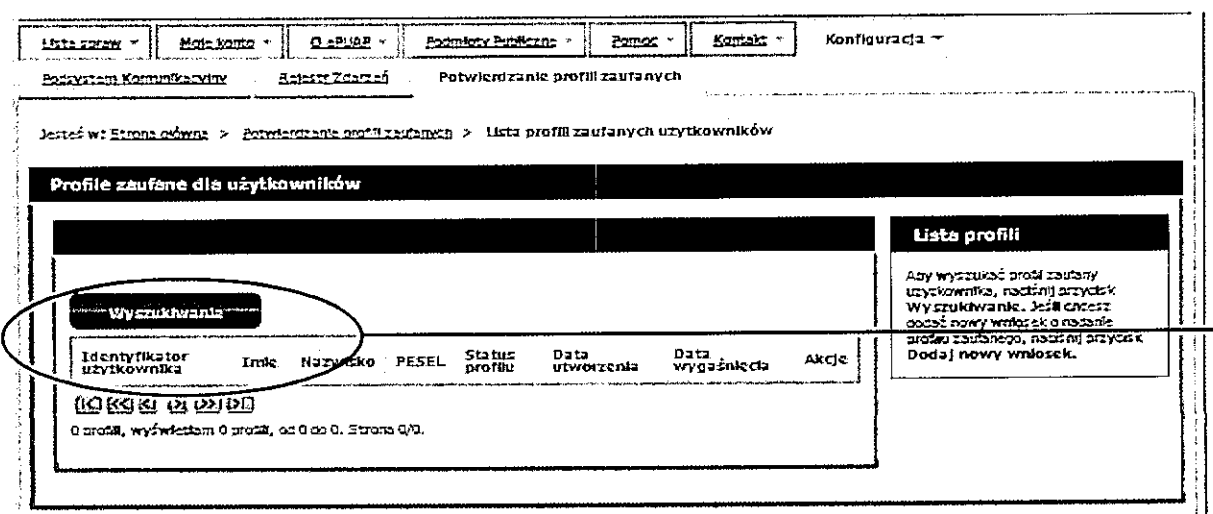 Lista spraw Moje konto O ePUAP Podmioty Publiczne Pomoc Kontakt Konfiguracja
Podsystem Komunikacyjny Rejestr Zdarzeń Potwierdzanie profili zaufanych
Jesteś w: Strona główna > Potwierdzanie profili zaufanych > Lista profili zaufanych użytkowników
Profile zaufane dla użytkowników
Lista profili
Aby wyszukać profil zaufany
użytkownika, naciśnij przycisk
Wyszukiwanie. Jeśli chcesz
dodać nowy wniosek o nadanie
profilu zaufanego, naciśnij przycisk
Dodaj nowy wniosek.
Wyszukiwanie
Identyfikator użytkownika Imię Nazwisko PESEL Status profilu Data utworzenia Data wygaśnięcia Akcje
0 profili, wyświetlam 0 profili, od 0 do 0. Strona 0/0.